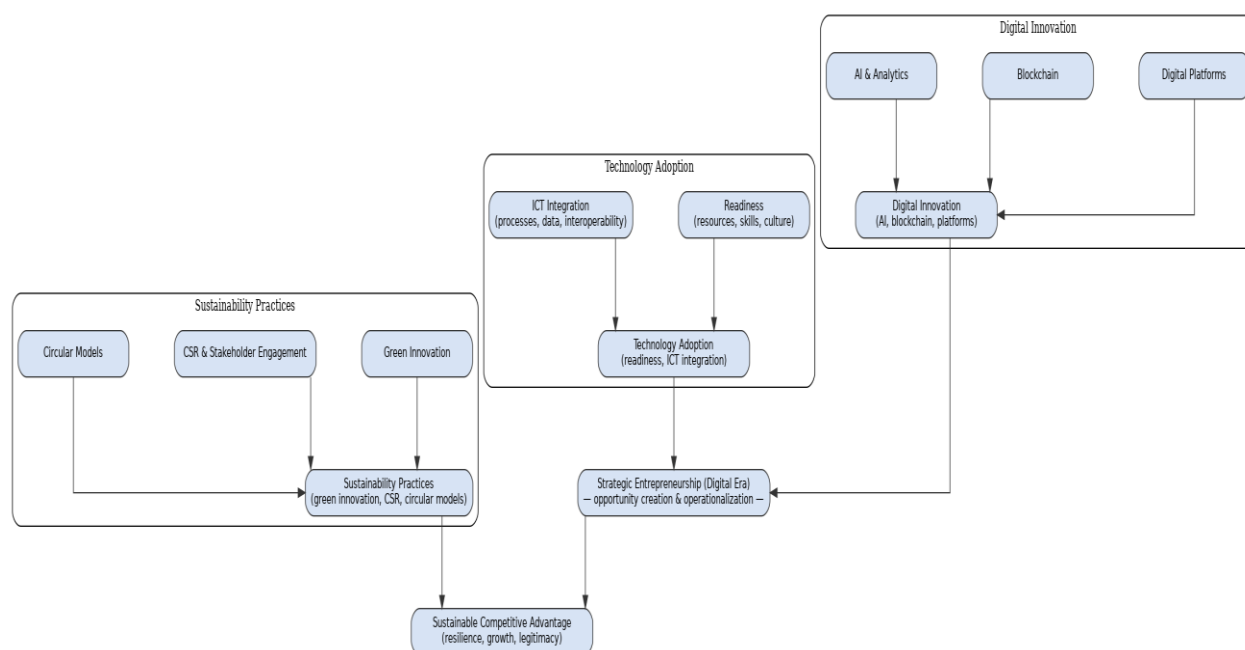 Digital Innovation
AI & Analytics
Blockchain
Digital Platforms
Technology Adoption
ICT Integration
(processes, data, interoperability)
Readiness
(resources, skills, culture)
Digital Innovation
(AI, blockchain, platforms)
Sustainability Practices
Circular Models
CSR & Stakeholder Engagement
Green Innovation
Technology Adoption
(readiness, ICT integration)
Sustainability Practices
(green innovation, CSR, circular models)
Strategic Entrepreneurship (Digital Era)
— opportunity creation & operationalization —
Sustainable Competitive Advantage
(resilience, growth, legitimacy)